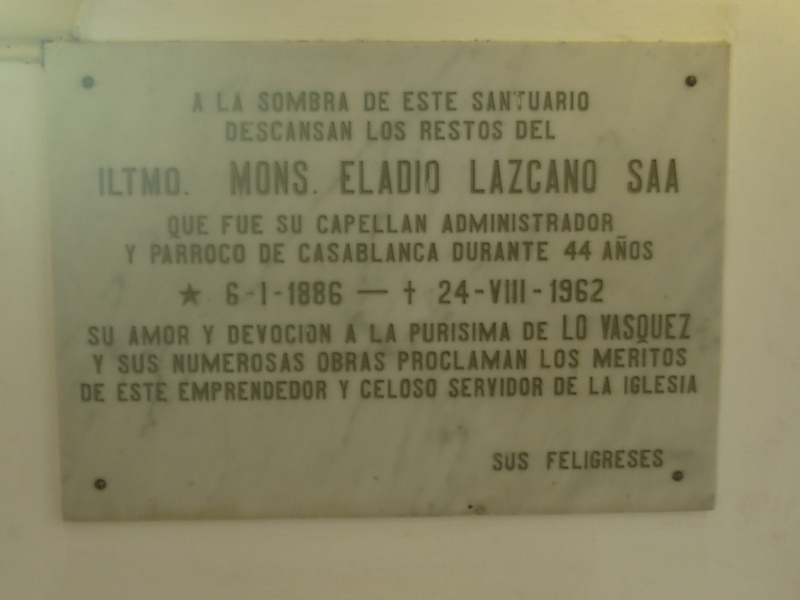 A LA SOMBRA DE ESTE SANTUARIO
DESCANSAN LOS RESTOS DEL
ILTMO. MONS. ELADIO LAZCANO SAA
QUE FUE SU CAPELLAN ADMINISTRADOR
Y PARROCO DE CASABLANCA DURANTE 44 AÑOS
★ 6-I-1886 — † 24-VIII-1962
SU AMOR Y DEVOCION A LA PURISIMA DE LO VASQUEZ
Y SUS NUMEROSAS OBRAS PROCLAMAN LOS MERITOS
DE ESTE EMPRENDEDOR Y CELOSO SERVIDOR DE LA IGLESIA
SUS FELIGRESES